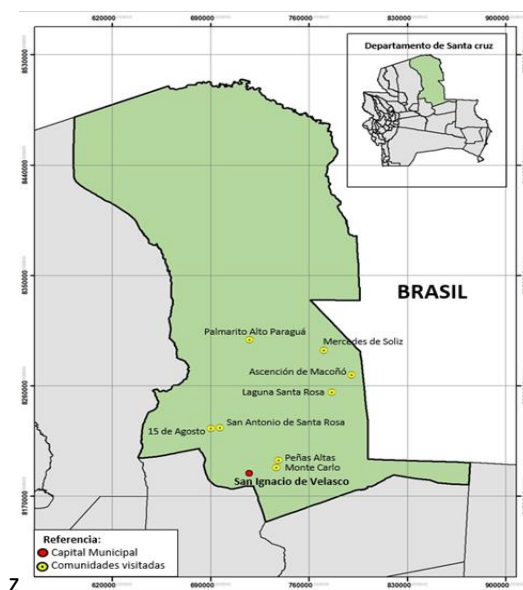 620000 690000 760000 830000 900000
Departamento de Santa cruz
8530000
8440000
8350000
8260000
8170000
BRASIL
Palmarito Alto Paraguá
Mercedes de Soliz
Ascención de Macoñó
Laguna Santa Rosa
San Antonio de Santa Rosa
15 de Agosto
Peñas Altas
Monte Carlo
San Ignacio de Velasco
Referencia:
Capital Municipal
Comunidades visitadas
620000 690000 760000 830000 900000
7